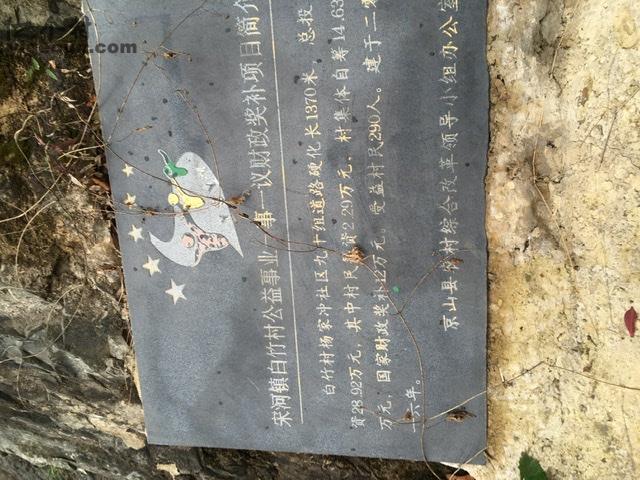 宋河镇白竹村公益事业一事一议财政奖补项目简介
白竹村杨家冲社区九十组道路硬化长1370米，总投
资28.92万元，其中村民筹资2.29万元，村集体自筹14.63
万元，国家财政奖补12万元。受益村民290人。建于二零
一六年。
京山县农村综合改革领导小组办公室